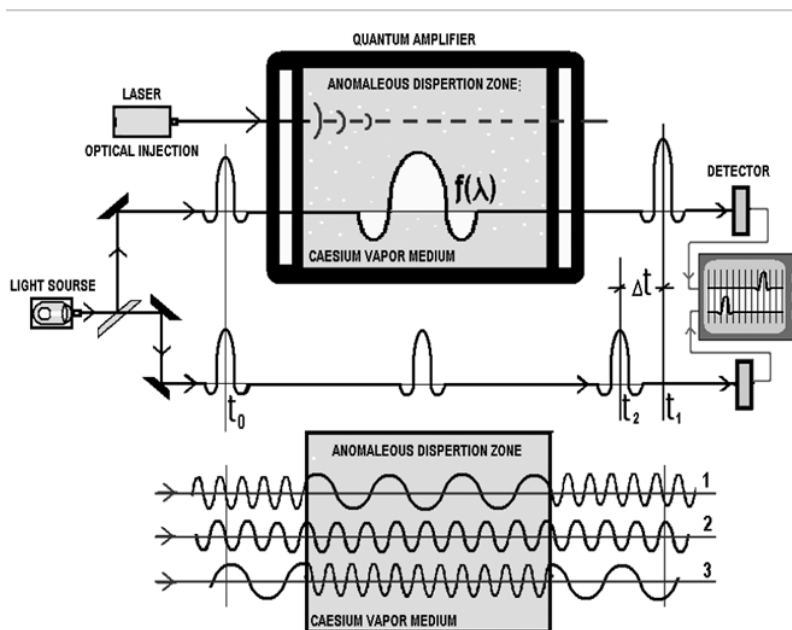 QUANTUM AMPLIFIER
ANOMALEOUS DISPERTION ZONE:
LASER
OPTICAL INJECTION
f(λ)
DETECTOR
CAESIUM VAPOR MEDIUM
LIGHT SOURSE
Δt
t0
t2
t1
ANOMALEOUS DISPERTION ZONE
1
2
3
CAESIUM VAPOR MEDIUM